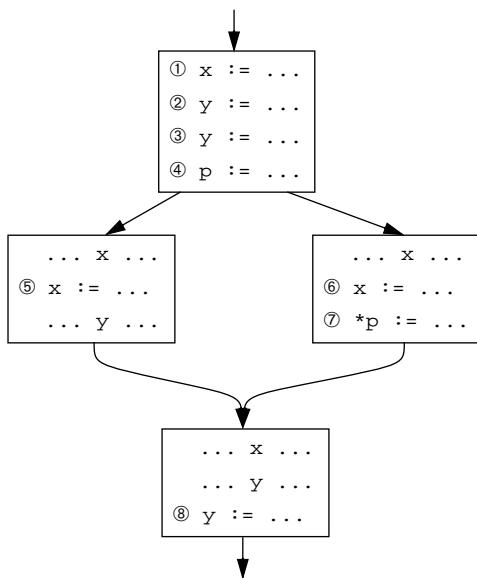 ① x := ...
② y := ...
③ y := ...
④ p := ...
... x ...
⑤ x := ...
... y ...
... x ...
⑥ x := ...
⑦ *p := ...
... x ...
... y ...
⑧ y := ...